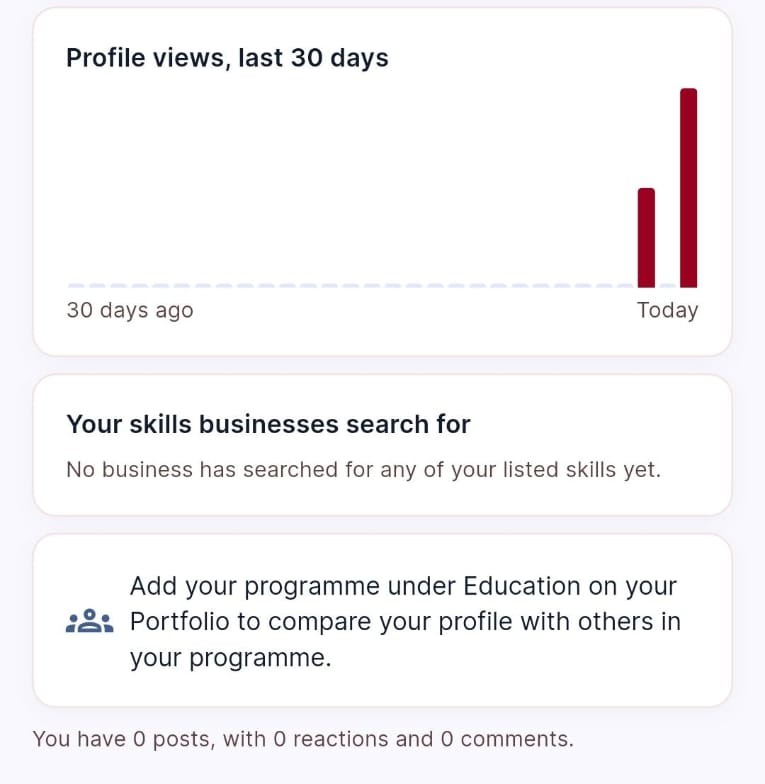 Profile views, last 30 days
30 days ago
Today
Your skills businesses search for
No business has searched for any of your listed skills yet.
Add your programme under Education on your
Portfolio to compare your profile with others in
your programme.
You have 0 posts, with 0 reactions and 0 comments.